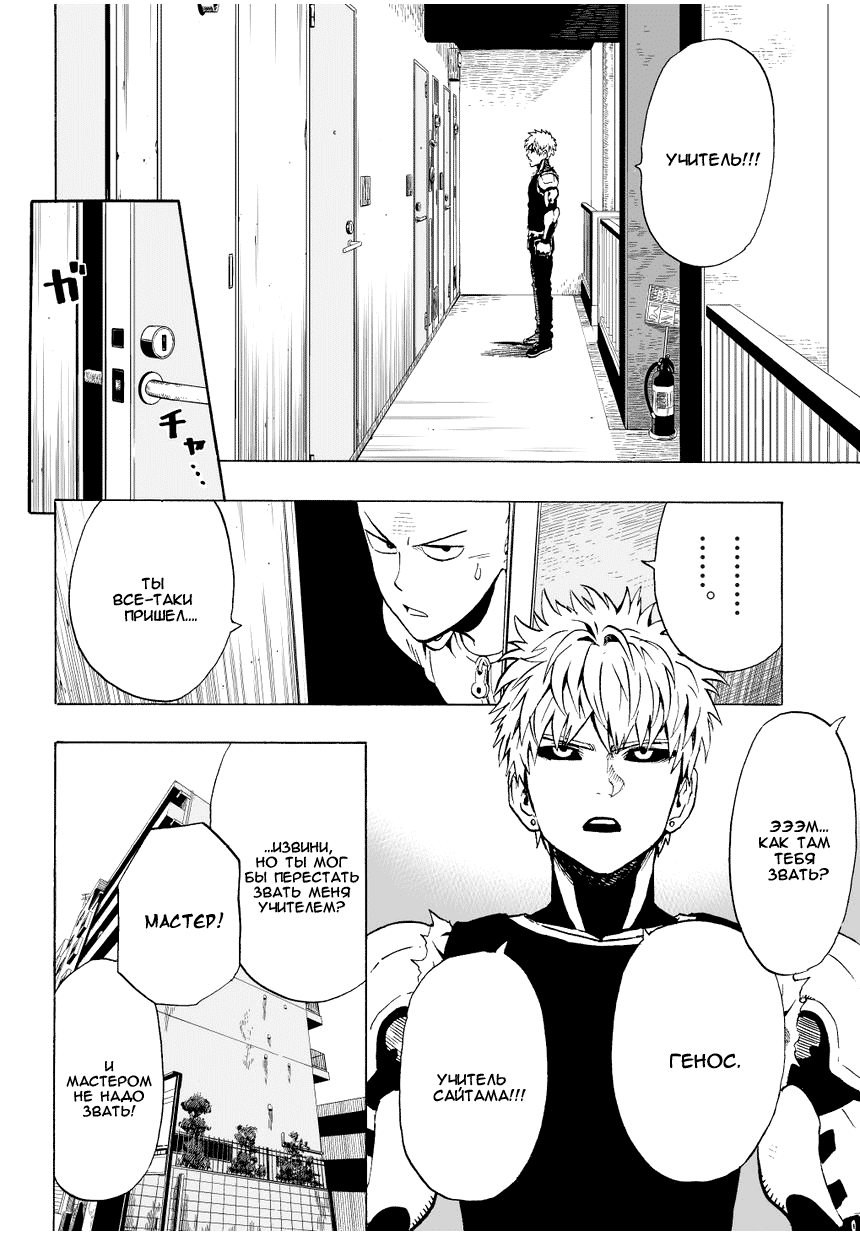 УЧИТЕЛЬ!!!
ガ
チャ...
ТЫ
ВСЕ-ТАКИ
ПРИШЕЛ....
ЭЭЭМ...
КАК ТАМ
ТЕБЯ
ЗВАТЬ?
ГЕНОС.
УЧИТЕЛЬ
САЙТАМА!!!
...ИЗВИНИ,
НО ТЫ МОГ
БЫ ПЕРЕСТАТЬ
ЗВАТЬ МЕНЯ
УЧИТЕЛЕМ?
МАСТЕР!
И
МАСТЕРОМ
НЕ НАДО
ЗВАТЬ!